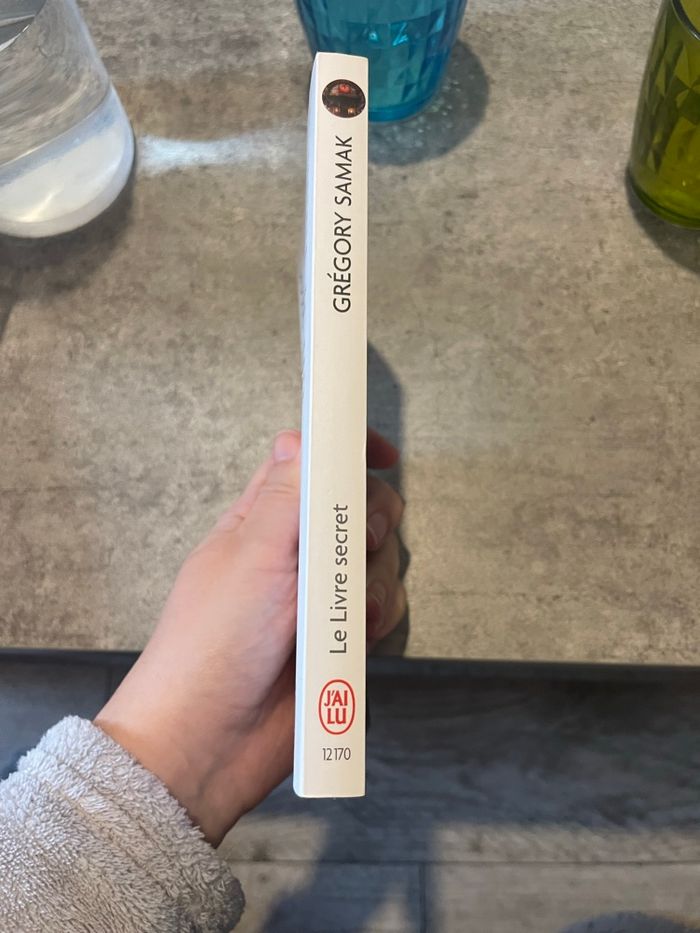 GRÉGORY SAMAK
Le Livre secret
J'AI
LU
12170